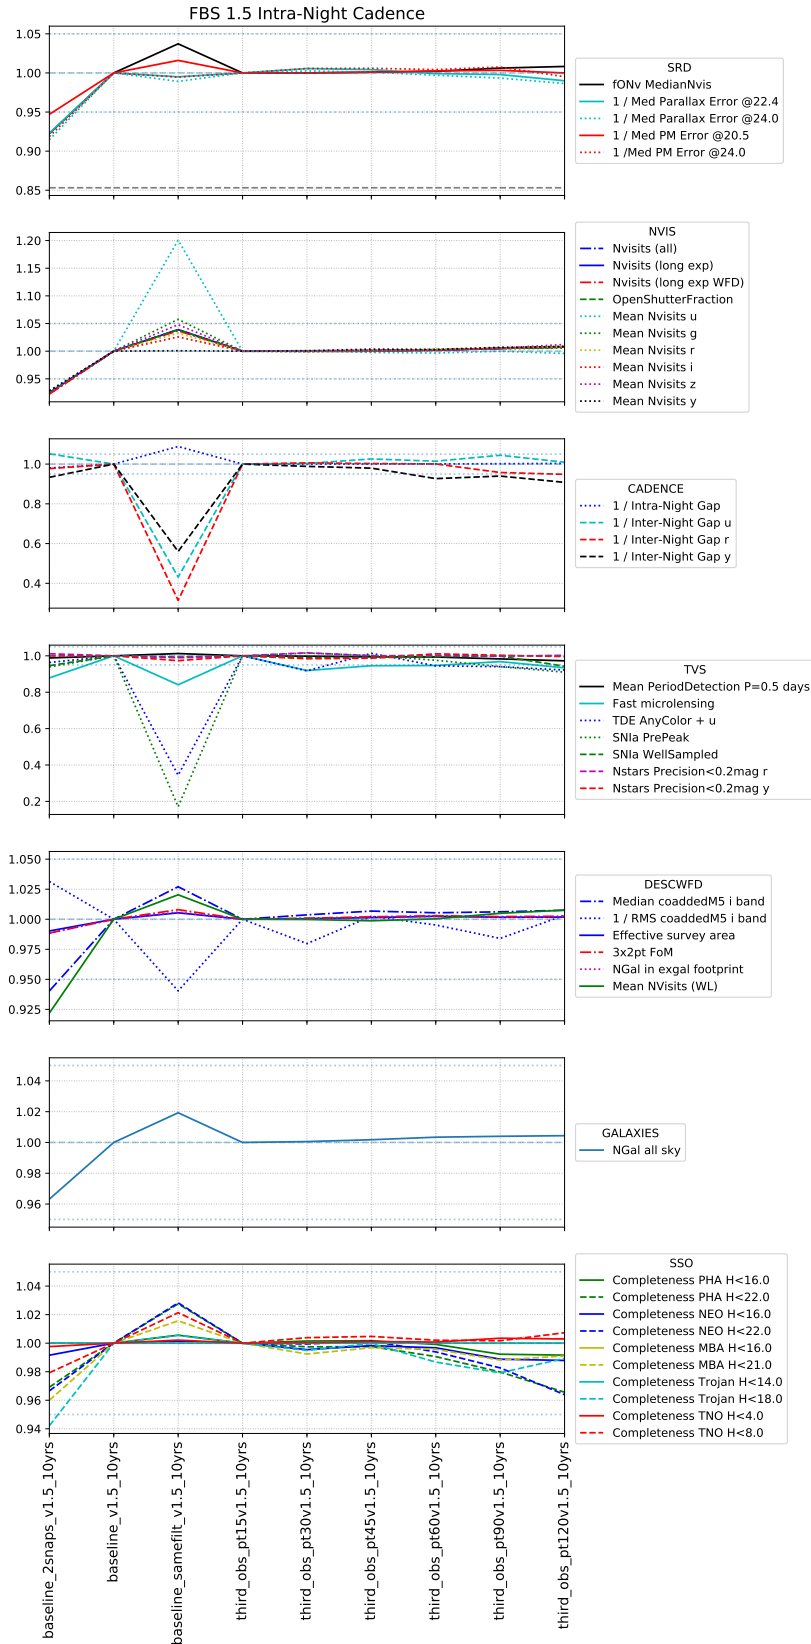 FBS 1.5 Intra-Night Cadence
1.05
1.00
0.95
0.90
0.85
SRD
fONv MedianNvis
1 / Med Parallax Error @22.4
1 / Med Parallax Error @24.0
1 / Med PM Error @20.5
1 /Med PM Error @24.0
1.20
1.15
1.10
1.05
1.00
0.95
NVIS
Nvisits (all)
Nvisits (long exp)
Nvisits (long exp WFD)
OpenShutterFraction
Mean Nvisits u
Mean Nvisits g
Mean Nvisits r
Mean Nvisits i
Mean Nvisits z
Mean Nvisits y
1.0
0.8
0.6
0.4
CADENCE
1 / Intra-Night Gap
1 / Inter-Night Gap u
1 / Inter-Night Gap r
1 / Inter-Night Gap y
1.0
0.8
0.6
0.4
0.2
TVS
Mean PeriodDetection P=0.5 days
Fast microlensing
TDE AnyColor + u
SNIa PrePeak
SNIa WellSampled
Nstars Precision<0.2mag r
Nstars Precision<0.2mag y
1.050
1.025
1.000
0.975
0.950
0.925
DESCWFD
Median coaddedM5 i band
1 / RMS coaddedM5 i band
Effective survey area
3x2pt FoM
NGal in exgal footprint
Mean NVisits (WL)
1.04
1.02
1.00
0.98
0.96
GALAXIES
NGal all sky
1.04
1.02
1.00
0.98
0.96
0.94
SSO
Completeness PHA H<16.0
Completeness PHA H<22.0
Completeness NEO H<16.0
Completeness NEO H<22.0
Completeness MBA H<16.0
Completeness MBA H<21.0
Completeness Trojan H<14.0
Completeness Trojan H<18.0
Completeness TNO H<4.0
Completeness TNO H<8.0
baseline_2snaps_v1.5_10yrs
baseline_v1.5_10yrs
baseline_samefilt_v1.5_10yrs
third_obs_pt15v1.5_10yrs
third_obs_pt30v1.5_10yrs
third_obs_pt45v1.5_10yrs
third_obs_pt60v1.5_10yrs
third_obs_pt90v1.5_10yrs
third_obs_pt120v1.5_10yrs